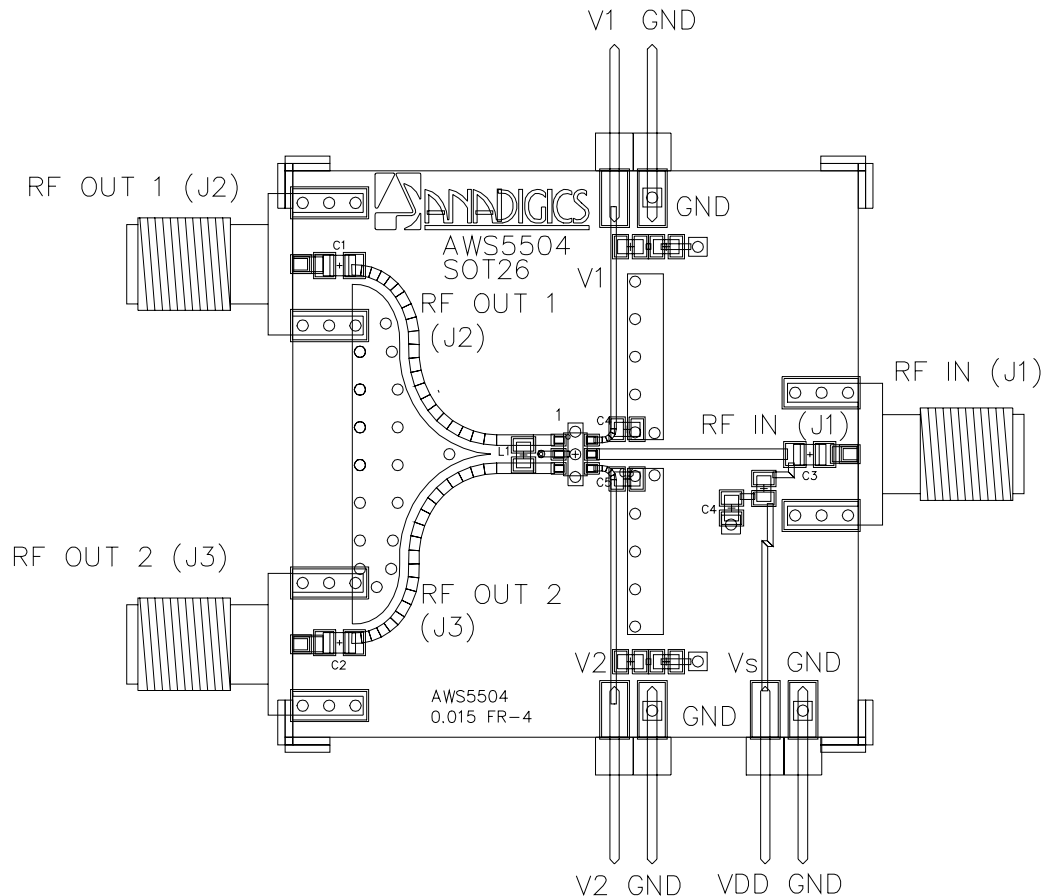 V1 GND
RF OUT 1 (J2)
ANADIGICS
AWS5504
SOT26
GND
C1
V1
RF OUT 1
(J2)
RF IN (J1)
1
C4
RF IN (J1)
L1
C3
C5
C4
RF OUT 2 (J3)
RF OUT 2
(J3)
C2
V2
Vs GND
AWS5504
0.015 FR-4
GND
V2 GND
VDD GND